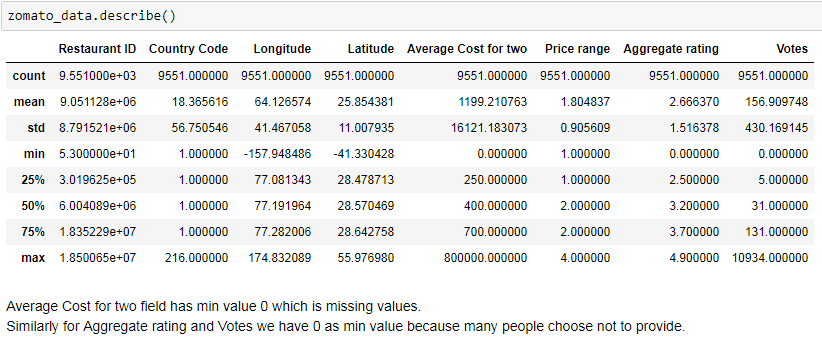 zomato_data.describe()
Restaurant ID Country Code Longitude Latitude Average Cost for two Price range Aggregate rating Votes
count 9.551000e+03 9551.000000 9551.000000 9551.000000 9551.000000 9551.000000 9551.000000 9551.000000
mean 9.051128e+06 18.365616 64.126574 25.854381 1199.210763 1.804837 2.666370 156.909748
std 8.791521e+06 56.750546 41.467058 11.007935 16121.183073 0.905609 1.516378 430.169145
min 5.300000e+01 1.000000 -157.948486 -41.330428 0.000000 1.000000 0.000000 0.000000
25% 3.019625e+05 1.000000 77.081343 28.478713 250.000000 1.000000 2.500000 5.000000
50% 6.004089e+06 1.000000 77.191964 28.570469 400.000000 2.000000 3.200000 31.000000
75% 1.835229e+07 1.000000 77.282006 28.642758 700.000000 2.000000 3.700000 131.000000
max 1.850065e+07 216.000000 174.832089 55.976980 800000.000000 4.000000 4.900000 10934.000000
Average Cost for two field has min value 0 which is missing values.
Similarly for Aggregate rating and Votes we have 0 as min value because many people choose not to provide.